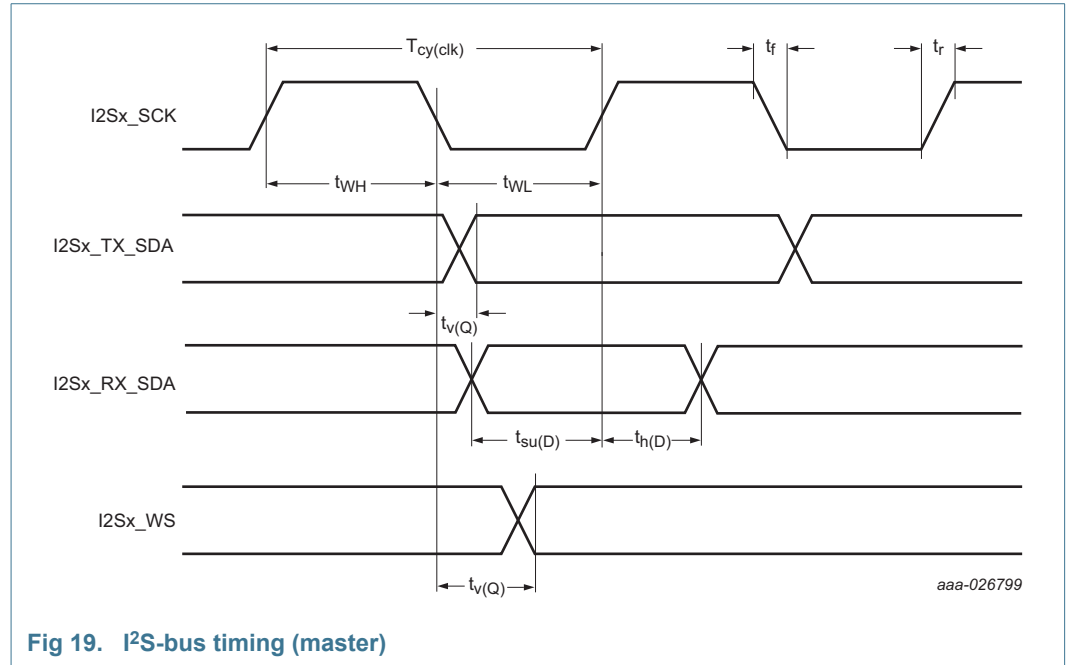 Tcy(clk)
tf
tr
I2Sx_SCK
tWH
tWL
I2Sx_TX_SDA
tv(Q)
I2Sx_RX_SDA
tsu(D)
th(D)
I2Sx_WS
tv(Q)
aaa-026799
Fig 19. I²S-bus timing (master)